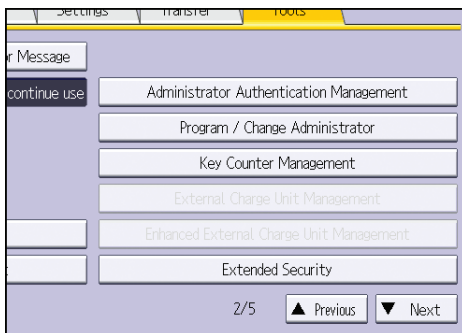 Settings Transfer Tools
r Message
continue use
Administrator Authentication Management
Program / Change Administrator
Key Counter Management
External Charge Unit Management
Enhanced External Charge Unit Management
Extended Security
2/5 ▲ Previous ▼ Next